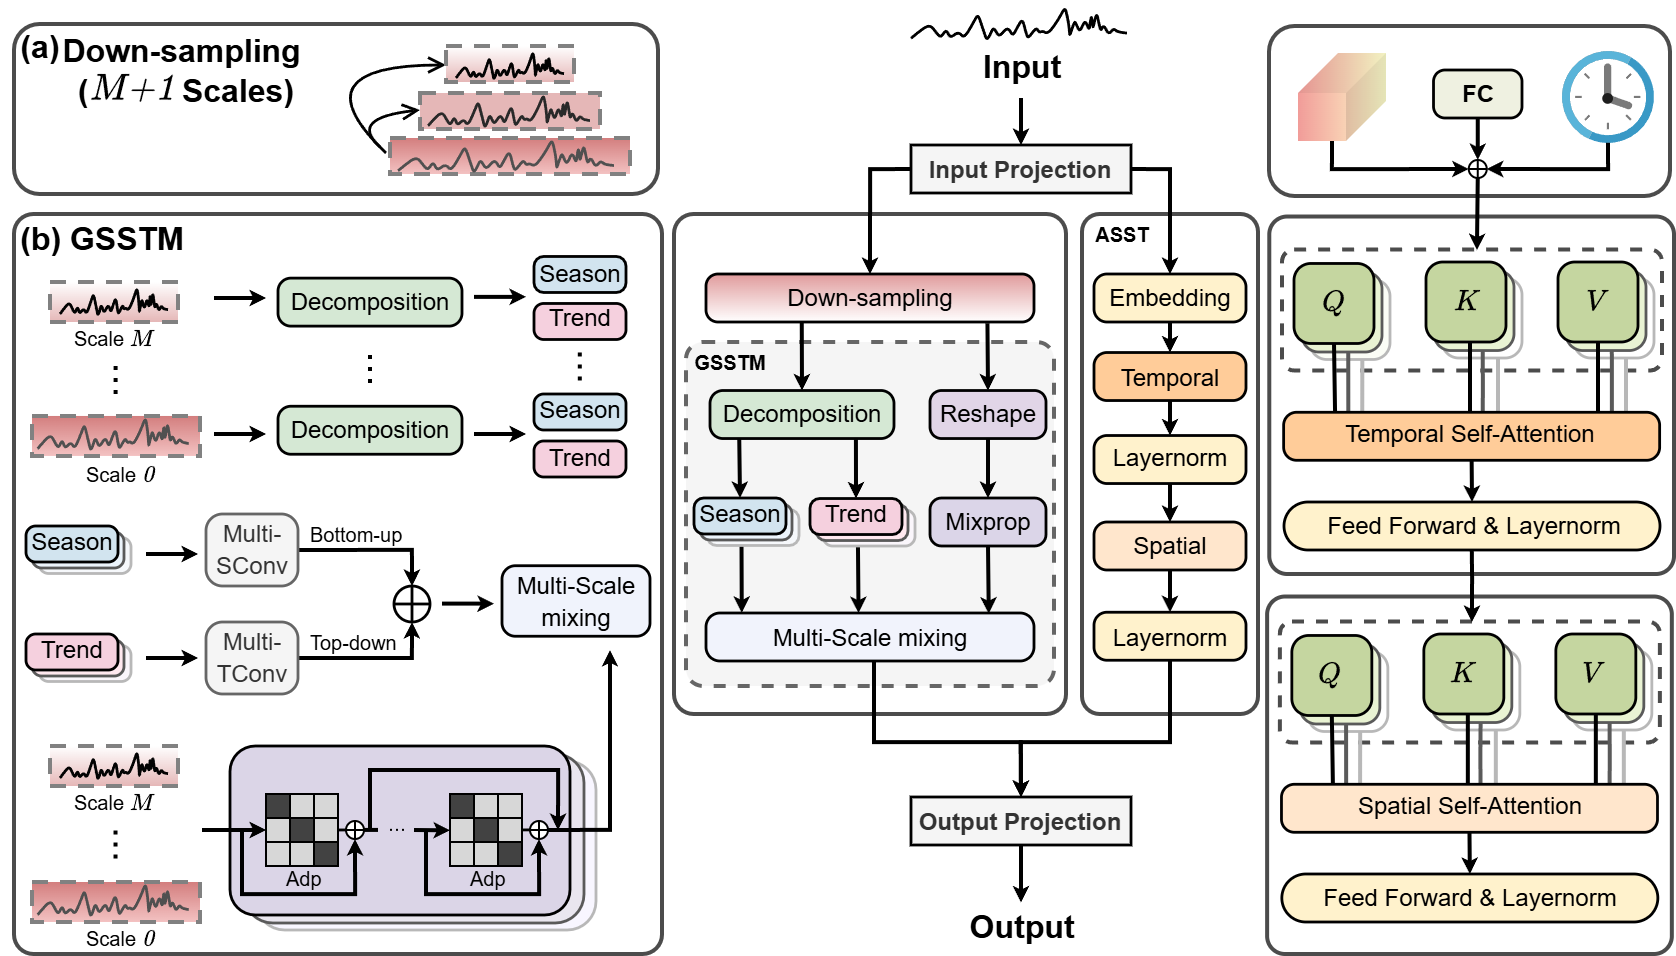 (a) Down-sampling
(M+1 Scales)
(b) GSSTM
Scale M
Decomposition
Season
Trend
Scale 0
Decomposition
Season
Trend
Season
Multi-
SConv
Bottom-up
Trend
Multi-
TConv
Top-down
Multi-Scale
mixing
Scale M
Scale 0
Adp
...
Adp
Input
Input Projection
Down-sampling
GSSTM
Decomposition
Reshape
Season
Trend
Mixprop
Multi-Scale mixing
ASST
Embedding
Temporal
Layernorm
Spatial
Layernorm
Output Projection
Output
FC
Q
K
V
Temporal Self-Attention
Feed Forward & Layernorm
Q
K
V
Spatial Self-Attention
Feed Forward & Layernorm